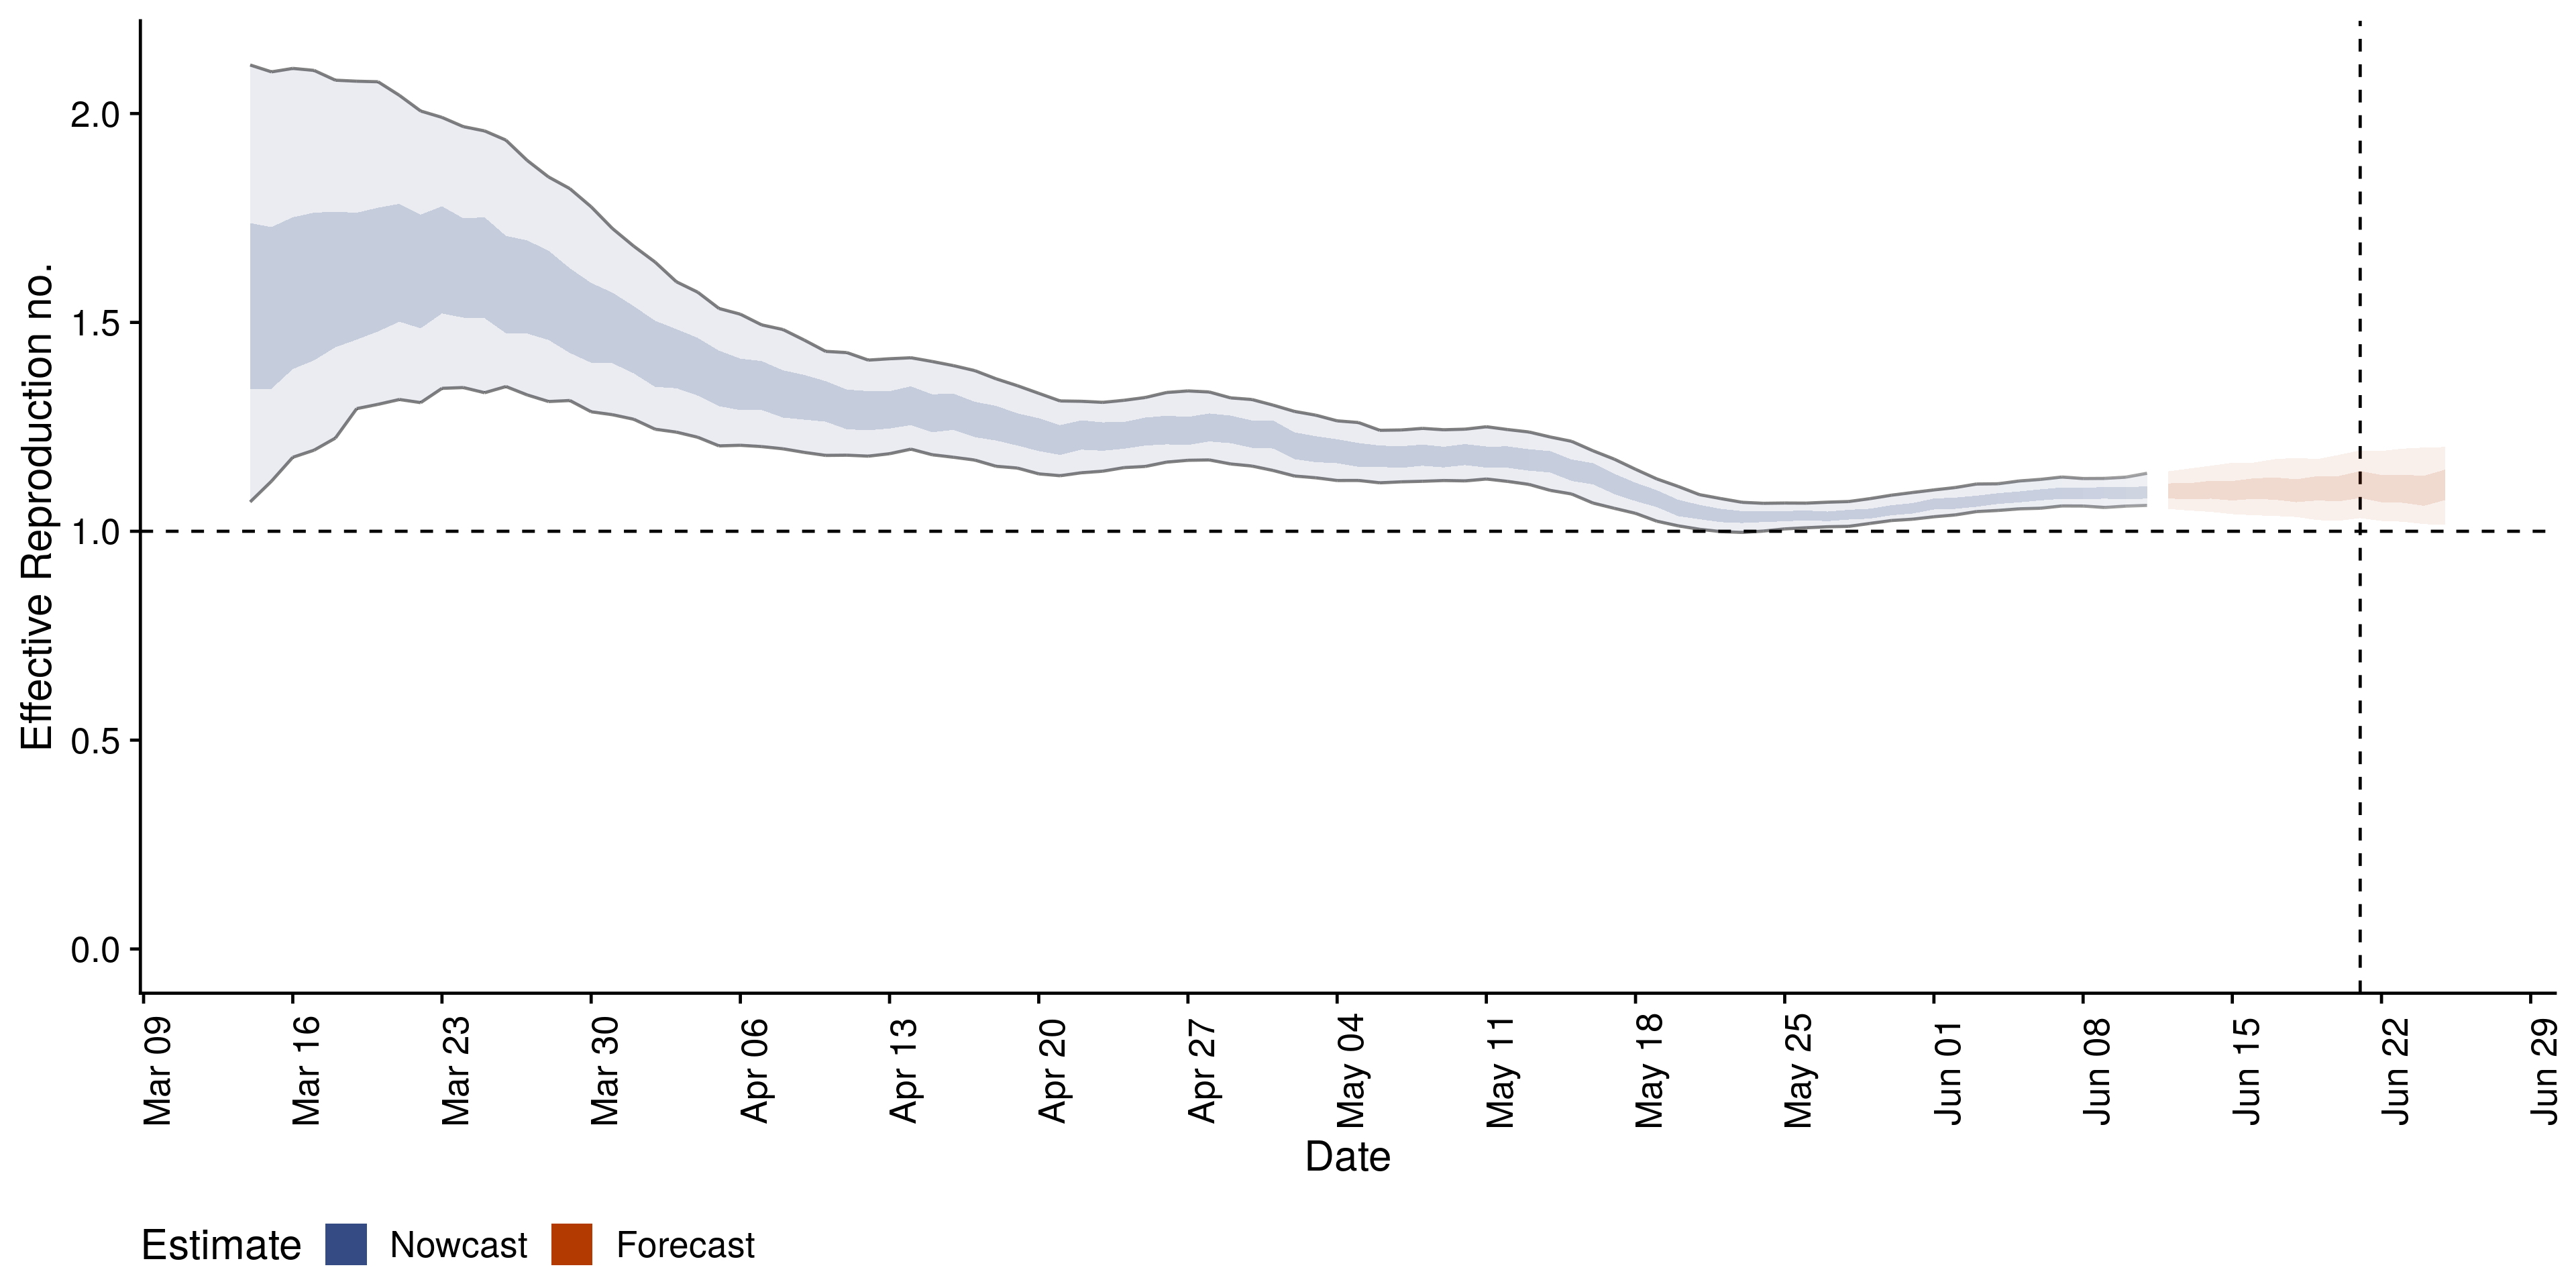 Effective Reproduction no.
2.0
1.5
1.0
0.5
0.0
Mar 09
Mar 16
Mar 23
Mar 30
Apr 06
Apr 13
Apr 20
Apr 27
May 04
May 11
May 18
May 25
Jun 01
Jun 08
Jun 15
Jun 22
Jun 29
Date
Estimate Nowcast Forecast